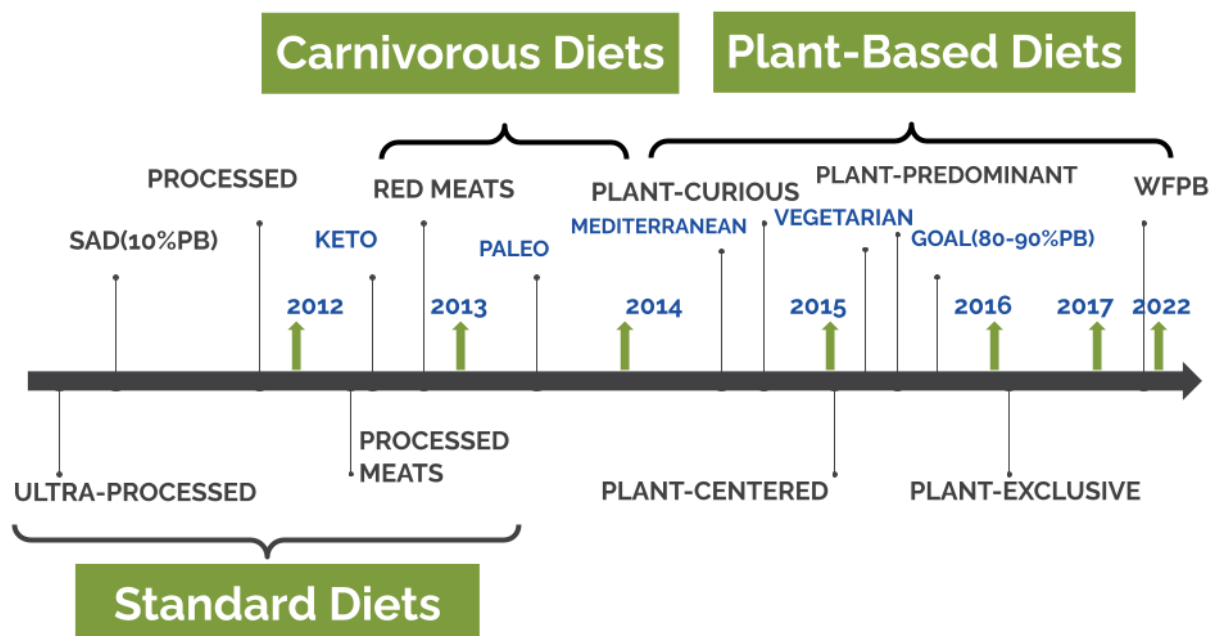 Carnivorous Diets
Plant-Based Diets
PROCESSED
RED MEATS
PLANT-CURIOUS
PLANT-PREDOMINANT
WFPB
SAD(10%PB)
KETO
PALEO
MEDITERRANEAN
VEGETARIAN
GOAL(80-90%PB)
2012
2013
2014
2015
2016
2017
2022
ULTRA-PROCESSED
PROCESSED
MEATS
PLANT-CENTERED
PLANT-EXCLUSIVE
Standard Diets